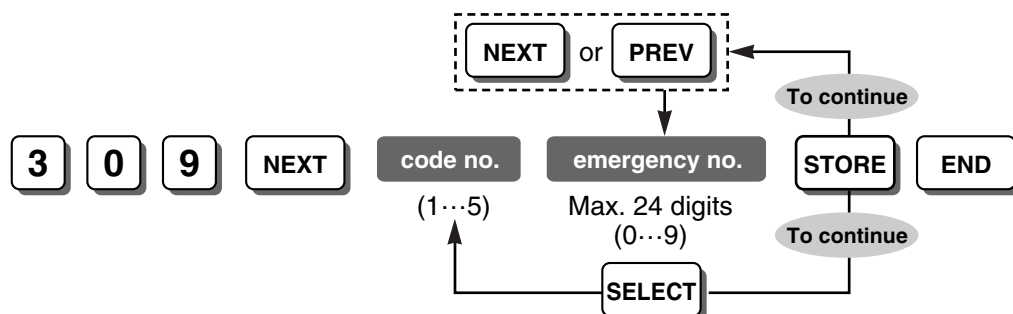 NEXT or PREV
To continue
3 0 9 NEXT code no. emergency no. STORE END
(1···5) Max. 24 digits
(0···9)
To continue
SELECT